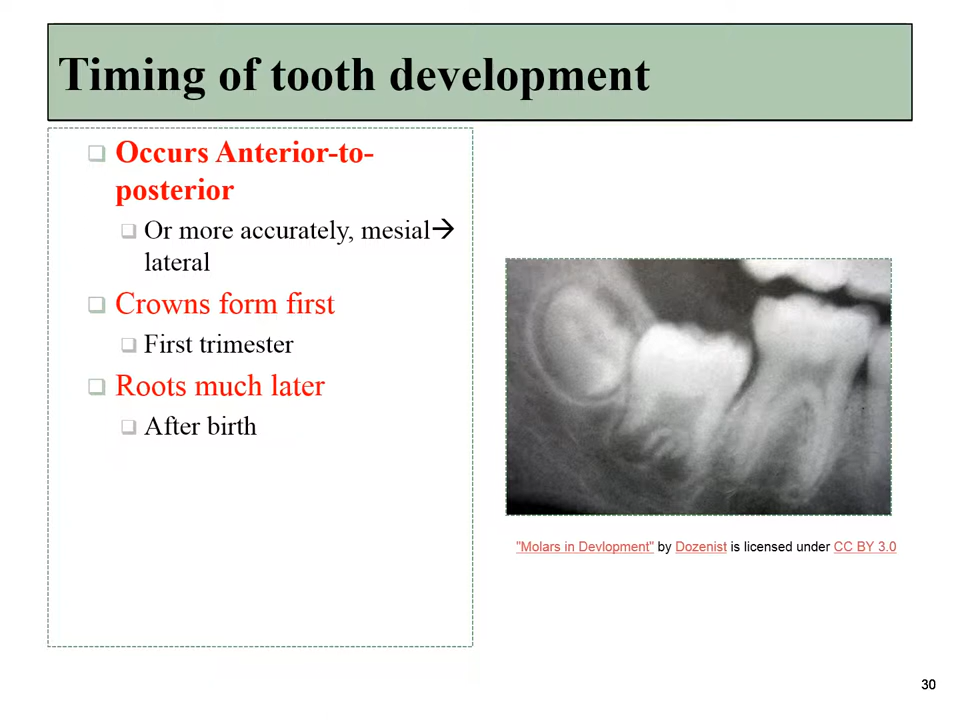 Timing of tooth development
Occurs Anterior-to-
posterior
Or more accurately, mesial→
lateral
Crowns form first
First trimester
Roots much later
After birth
"Molars in Devlopment" by Dozenist is licensed under CC BY 3.0
30